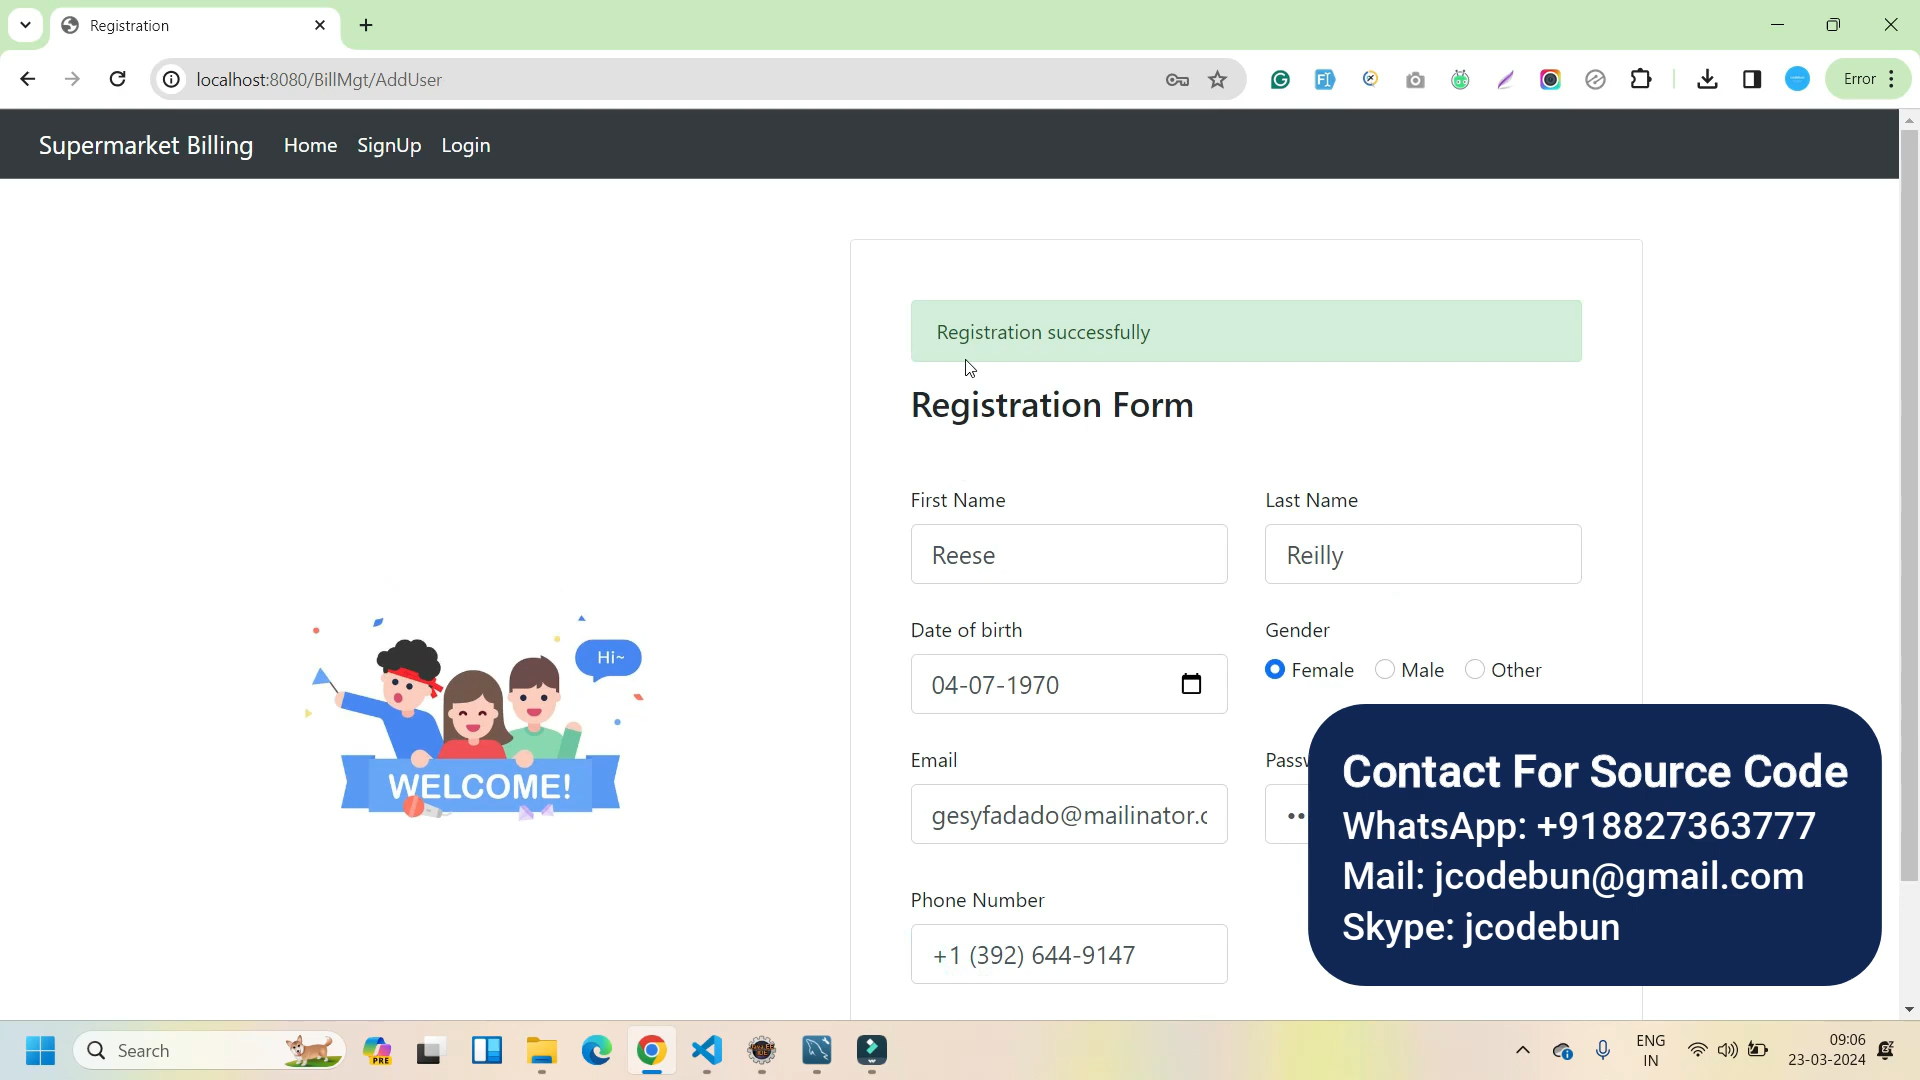 Registration
localhost:8080/BillMgt/AddUser
Error
Supermarket Billing Home SignUp Login
Registration successfully
Registration Form
First Name Last Name
Reese Reilly
Date of birth Gender
04-07-1970 Female Male Other
Hi~
WELCOME!
Email
gesyfadado@mailinator.c
Phone Number
+1 (392) 644-9147
Contact For Source Code
WhatsApp: +918827363777
Mail: jcodebun@gmail.com
Skype: jcodebun
Search
PRE
ENG
IN
09:06
23-03-2024